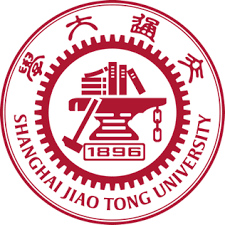 交通大學
1896
SHANGHAI JIAO TONG UNIVERSITY